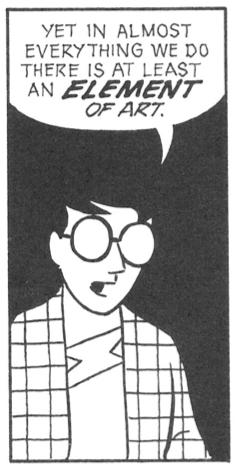 YET IN ALMOST
EVERYTHING WE DO
THERE IS AT LEAST
AN ELEMENT
OF ART.